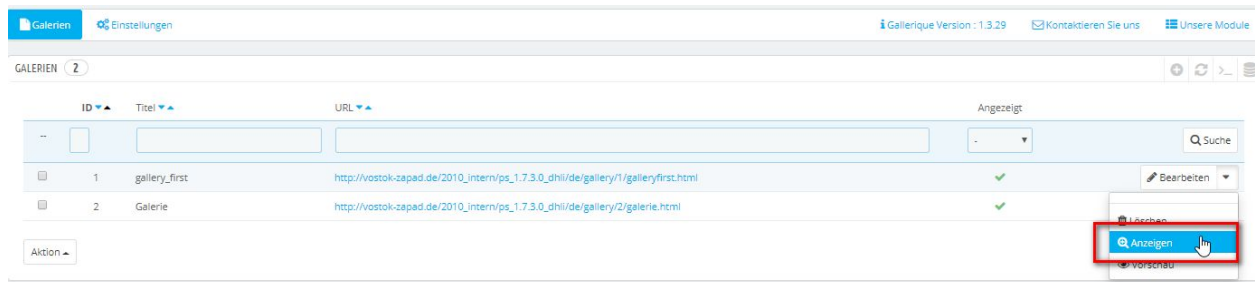 Galerien Einstellungen Gallerique Version : 1.3.29 Kontaktieren Sie uns Unsere Module
GALERIEN 2
ID Titel URL Angezeigt
-- - Suche
1 gallery_first http://vostok-zapad.de/2010_intern/ps_1.7.3.0_dhli/de/gallery/1/galleryfirst.html Bearbeiten
2 Galerie http://vostok-zapad.de/2010_intern/ps_1.7.3.0_dhli/de/gallery/2/galerie.html
Löschen
Aktion Anzeigen
Vorschau